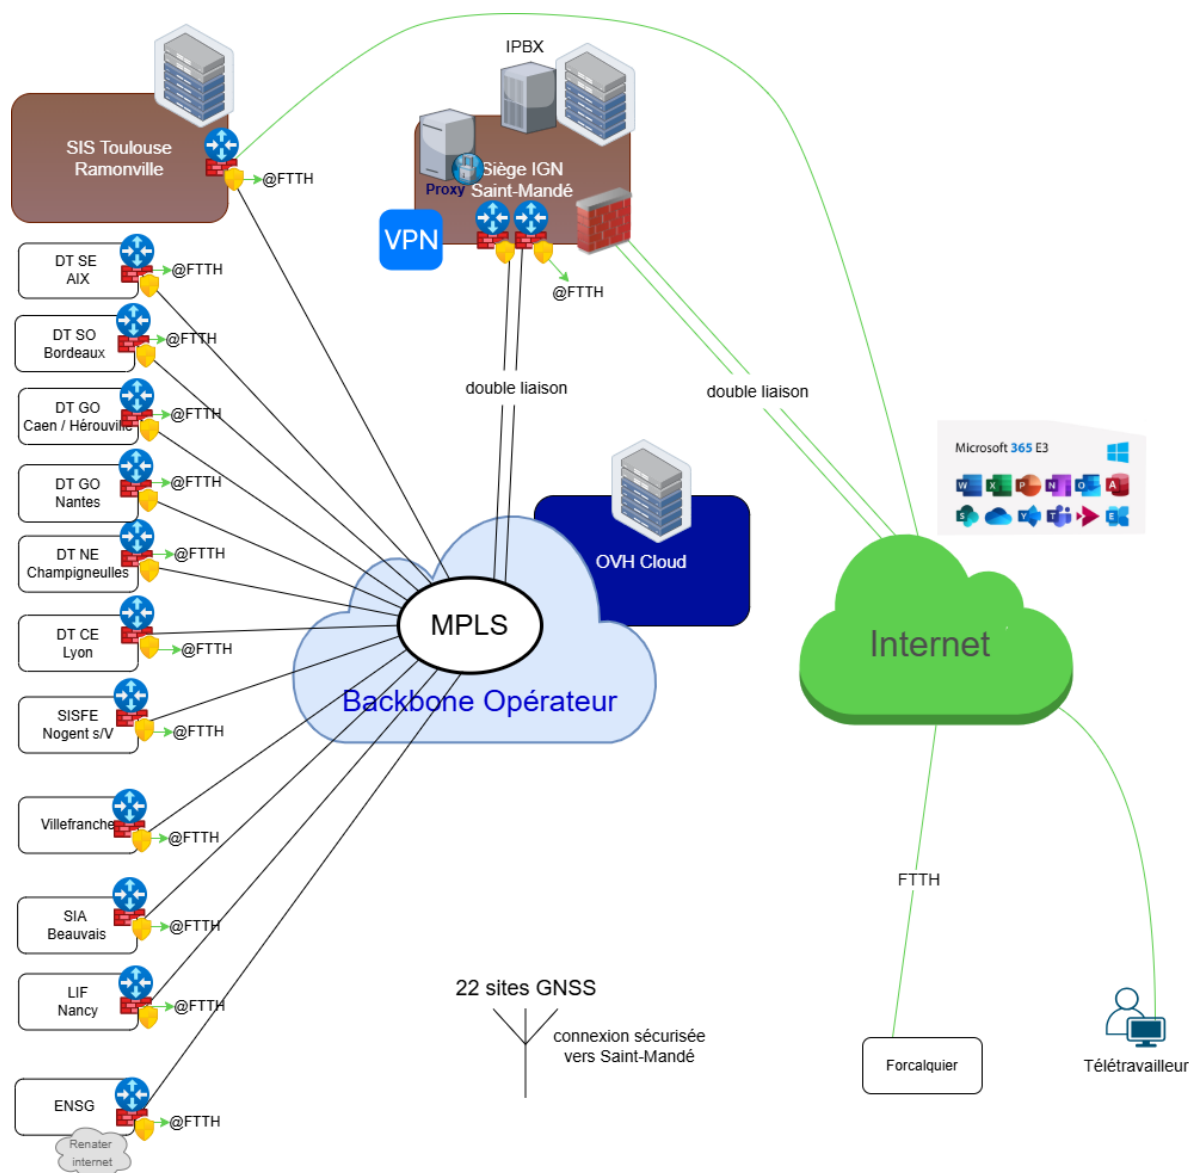 IPBX
SIS Toulouse
Ramonville
@FTTH
Proxy
Siège IGN
Saint-Mandé
VPN
@FTTH
DT SE
AIX
@FTTH
DT SO
Bordeaux
@FTTH
DT GO
Caen / Hérouville
@FTTH
double liaison
double liaison
DT GO
Nantes
@FTTH
Microsoft 365 E3
W
X
P
N
O
A
S
Y
T
E
DT NE
Champigneulles
@FTTH
OVH Cloud
DT CE
Lyon
@FTTH
MPLS
Backbone Opérateur
Internet
SISFE
Nogent s/V
@FTTH
Villefranche
@FTTH
FTTH
SIA
Beauvais
@FTTH
LIF
Nancy
@FTTH
22 sites GNSS
connexion sécurisée
vers Saint-Mandé
Forcalquier
Télétravailleur
ENSG
@FTTH
Renater
internet